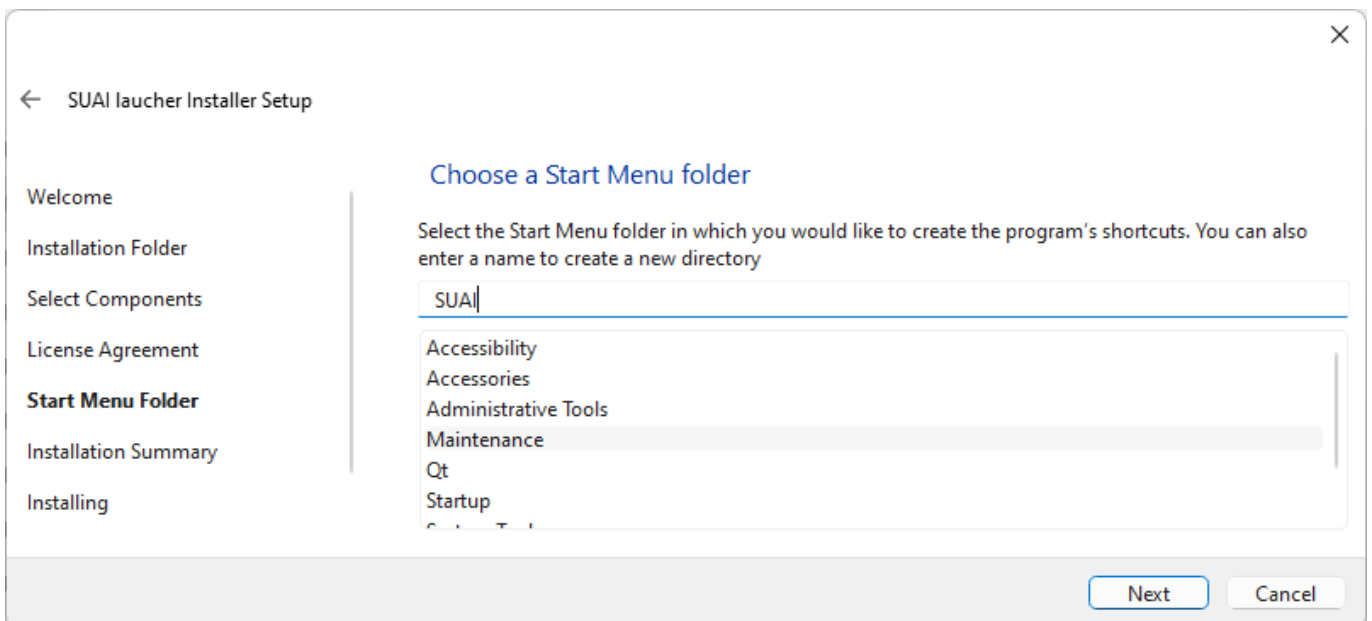 SUAI laucher Installer Setup
Welcome
Installation Folder
Select Components
License Agreement
Start Menu Folder
Installation Summary
Installing
Choose a Start Menu folder
Select the Start Menu folder in which you would like to create the program's shortcuts. You can also
enter a name to create a new directory
SUAI
Accessibility
Accessories
Administrative Tools
Maintenance
Qt
Startup
Next
Cancel